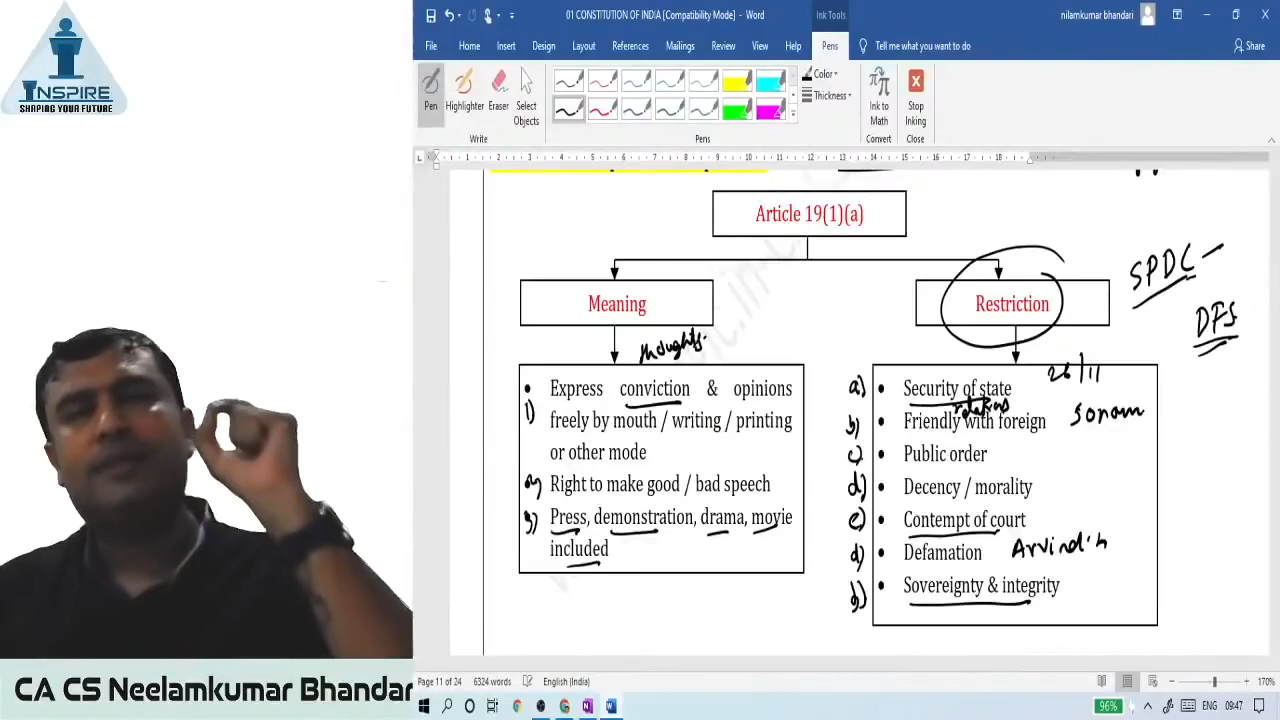 INSPIRE
SHAPING YOUR FUTURE
01 CONSTITUTION OF INDIA [Compatibility Mode] - Word
Ink Tools
nilamkumar bhandari
File Home Insert Design Layout References Mailings Review View Help Pens Tell me what you want to do Share
Pen Highlighter Eraser Select Objects
Color
Thickness
Ink to Math Stop Inking
Write Pens Convert Close
Article 19(1)(a)
SPDC -
Meaning
Restriction
DFS
thoughts
26/11
• Express conviction & opinions
1) freely by mouth / writing / printing
or other mode
2) Right to make good / bad speech
3) Press, demonstration, drama, movie
included
a) • Security of state
relations
b) • Friendly with foreign
Sonam
c) • Public order
d) • Decency / morality
e) • Contempt of court
d) • Defamation
g) • Sovereignty & integrity
CA CS Neelamkumar Bhandar
Page 11 of 24 6324 words English (India) 170%
96% ENG 09:47